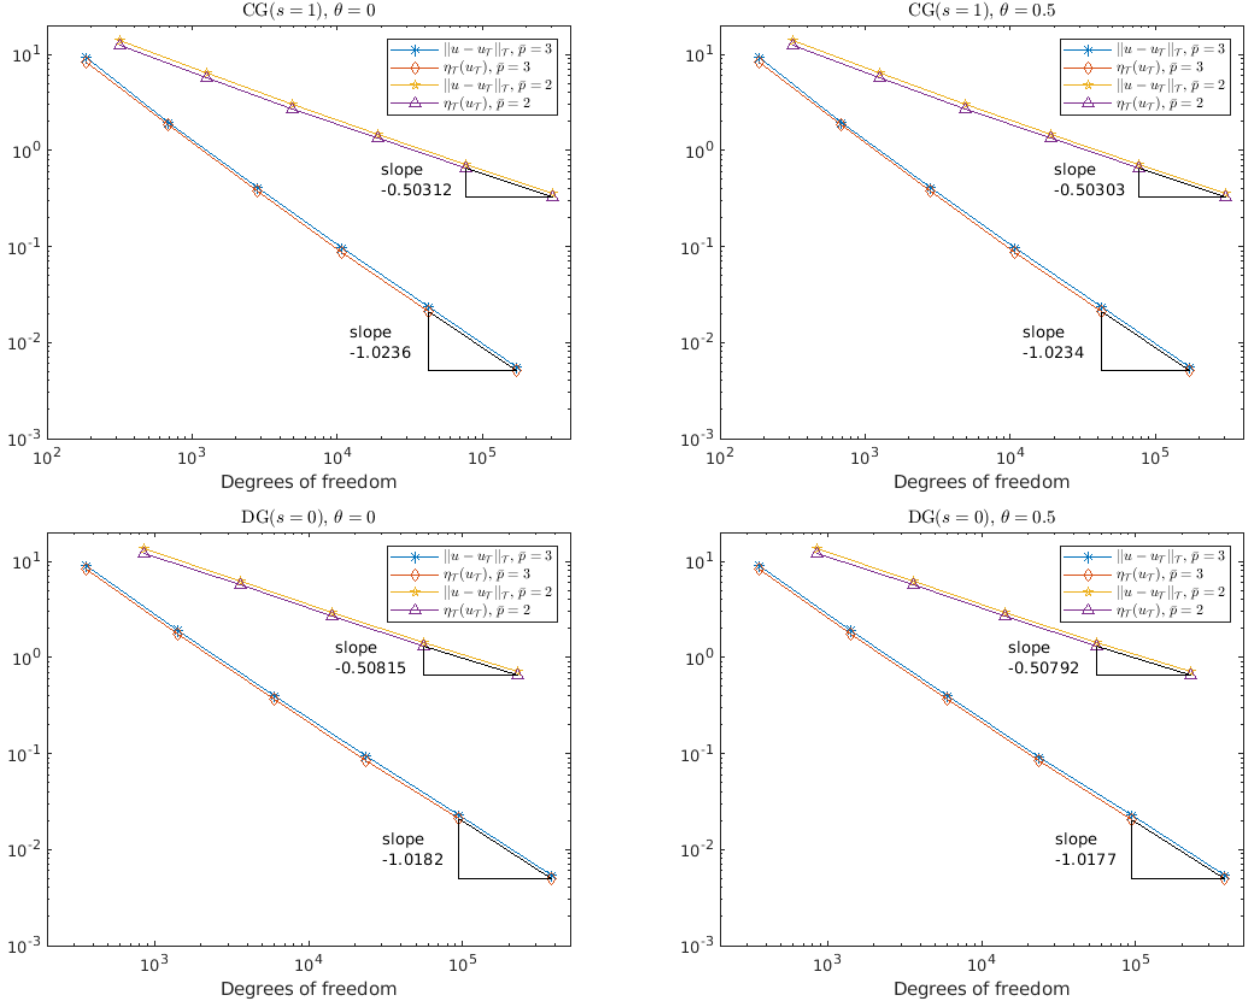 CG(s = 1), θ = 0
10^1
10^0
10^-1
10^-2
10^-3
||u − u_𝒯||_𝒯, p̄ = 3
η_𝒯(u_𝒯), p̄ = 3
||u − u_𝒯||_𝒯, p̄ = 2
η_𝒯(u_𝒯), p̄ = 2
slope
-0.50312
slope
-1.0236
10^2
10^3
10^4
10^5
Degrees of freedom
CG(s = 1), θ = 0.5
10^1
10^0
10^-1
10^-2
10^-3
||u − u_𝒯||_𝒯, p̄ = 3
η_𝒯(u_𝒯), p̄ = 3
||u − u_𝒯||_𝒯, p̄ = 2
η_𝒯(u_𝒯), p̄ = 2
slope
-0.50303
slope
-1.0234
10^2
10^3
10^4
10^5
Degrees of freedom
DG(s = 0), θ = 0
10^1
10^0
10^-1
10^-2
10^-3
||u − u_𝒯||_𝒯, p̄ = 3
η_𝒯(u_𝒯), p̄ = 3
||u − u_𝒯||_𝒯, p̄ = 2
η_𝒯(u_𝒯), p̄ = 2
slope
-0.50815
slope
-1.0182
10^3
10^4
10^5
Degrees of freedom
DG(s = 0), θ = 0.5
10^1
10^0
10^-1
10^-2
10^-3
||u − u_𝒯||_𝒯, p̄ = 3
η_𝒯(u_𝒯), p̄ = 3
||u − u_𝒯||_𝒯, p̄ = 2
η_𝒯(u_𝒯), p̄ = 2
slope
-0.50792
slope
-1.0177
10^3
10^4
10^5
Degrees of freedom